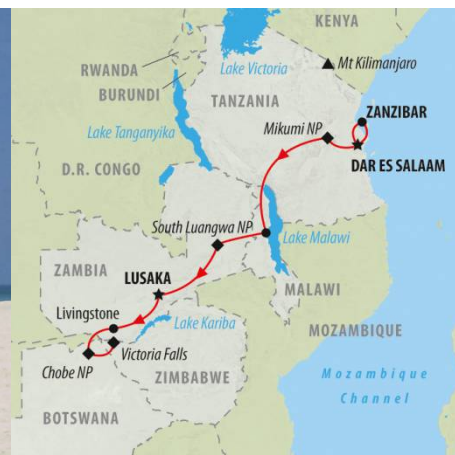 KENYA
Lake Victoria
RWANDA
Mt Kilimanjaro
BURUNDI
TANZANIA
ZANZIBAR
Mikumi NP
Lake Tanganyika
DAR ES SALAAM
D.R. CONGO
South Luangwa NP
Lake Malawi
ZAMBIA
LUSAKA
MALAWI
Livingstone
Lake Kariba
MOZAMBIQUE
Victoria Falls
Chobe NP
ZIMBABWE
Mozambique
Channel
BOTSWANA